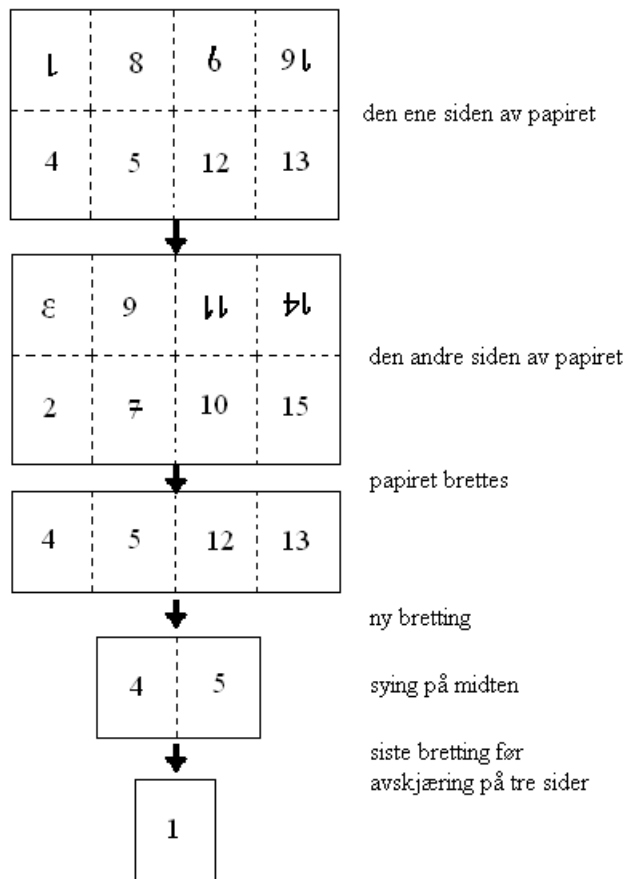 1 8 9 16
den ene siden av papiret
4 5 12 13
3 6 11 14
den andre siden av papiret
2 7 10 15
papiret brettes
4 5 12 13
ny bretting
4 5
sying på midten
siste bretting før
avskjæring på tre sider
1